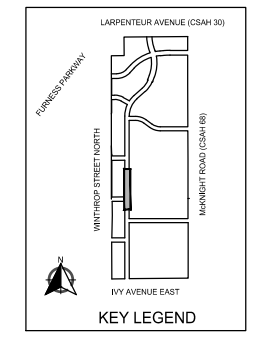 LARPENTEUR AVENUE (CSAH 30)
FURNESS PARKWAY
WINTHROP STREET NORTH
McKNIGHT ROAD (CSAH 68)
N
IVY AVENUE EAST
KEY LEGEND